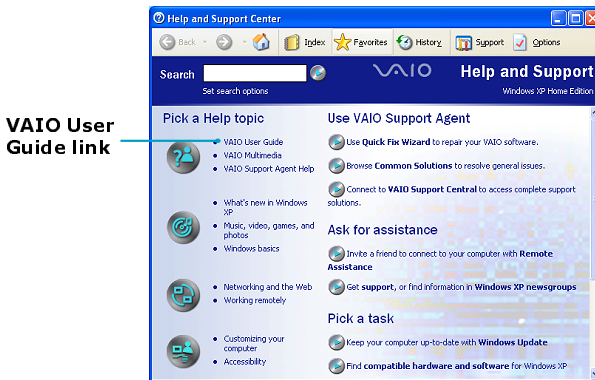 Help and Support Center
Back
Index
Favorites
History
Support
Options
Search
Set search options
VAIO
Help and Support
Windows XP Home Edition
VAIO User
Guide link
Pick a Help topic
VAIO User Guide
VAIO Multimedia
VAIO Support Agent Help
What's new in Windows
XP
Music, video, games, and
photos
Windows basics
Networking and the Web
Working remotely
Customizing your
computer
Accessibility
Use VAIO Support Agent
Use Quick Fix Wizard to repair your VAIO software.
Browse Common Solutions to resolve general issues.
Connect to VAIO Support Central to access complete support
solutions.
Ask for assistance
Invite a friend to connect to your computer with Remote
Assistance
Get support, or find information in Windows XP newsgroups
Pick a task
Keep your computer up-to-date with Windows Update
Find compatible hardware and software for Windows XP